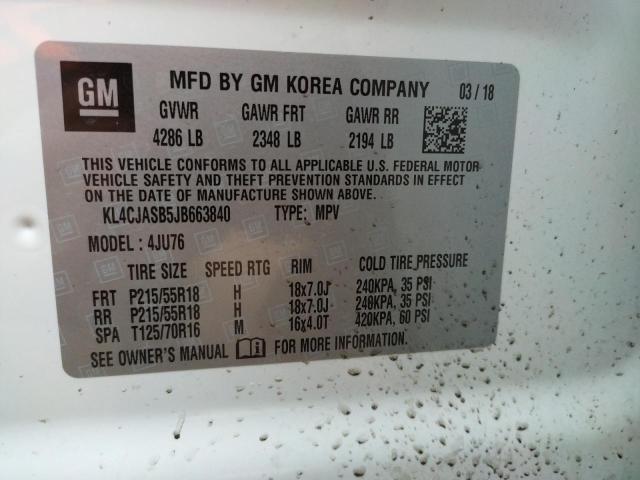 GM MFD BY GM KOREA COMPANY 03 / 18
GVWR GAWR FRT GAWR RR
4286 LB 2348 LB 2194 LB
THIS VEHICLE CONFORMS TO ALL APPLICABLE U.S. FEDERAL MOTOR
VEHICLE SAFETY AND THEFT PREVENTION STANDARDS IN EFFECT
ON THE DATE OF MANUFACTURE SHOWN ABOVE.
KL4CJASB5JB663840 TYPE: MPV
MODEL : 4JU76
TIRE SIZE SPEED RTG RIM COLD TIRE PRESSURE
FRT P215/55R18 H 18x7.0J 240KPA, 35 PSI
RR P215/55R18 H 18x7.0J 240KPA, 35 PSI
SPA T125/70R16 M 16x4.0T 420KPA, 60 PSI
SEE OWNER'S MANUAL FOR MORE INFORMATION.